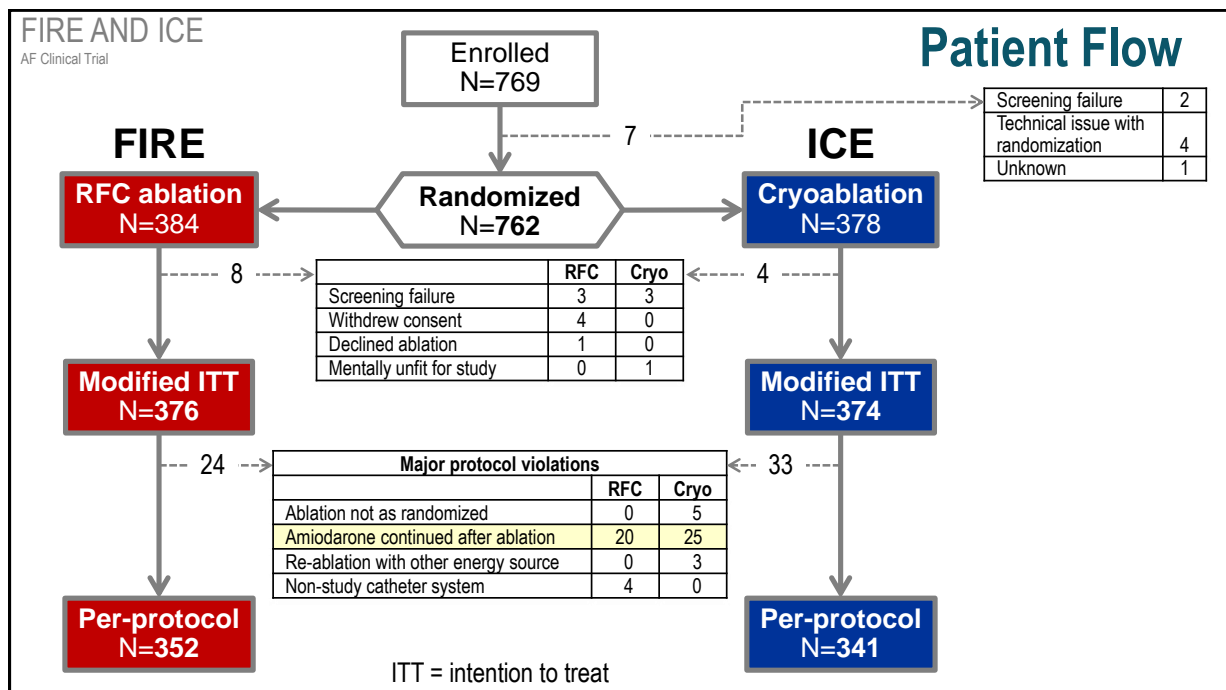 FIRE AND ICE
AF Clinical Trial
Patient Flow
Enrolled
N=769
7
Screening failure 2
Technical issue with
randomization 4
Unknown 1
FIRE
ICE
RFC ablation
N=384
Randomized
N=762
Cryoablation
N=378
8
4
RFC Cryo
Screening failure 3 3
Withdrew consent 4 0
Declined ablation 1 0
Mentally unfit for study 0 1
Modified ITT
N=376
Modified ITT
N=374
24
33
Major protocol violations
RFC Cryo
Ablation not as randomized 0 5
Amiodarone continued after ablation 20 25
Re-ablation with other energy source 0 3
Non-study catheter system 4 0
Per-protocol
N=352
Per-protocol
N=341
ITT = intention to treat